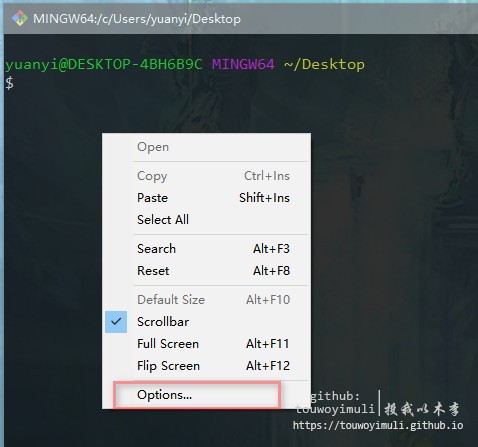 MINGW64:/c/Users/yuanyi/Desktop
yuanyi@DESKTOP-4BH6B9C MINGW64 ~/Desktop
$
Open
Copy Ctrl+Ins
Paste Shift+Ins
Select All
Search Alt+F3
Reset Alt+F8
Default Size Alt+F10
Scrollbar
Full Screen Alt+F11
Flip Screen Alt+F12
Options...
github:
touwoyimuli
投我以木李
https://touwoyimuli.github.io